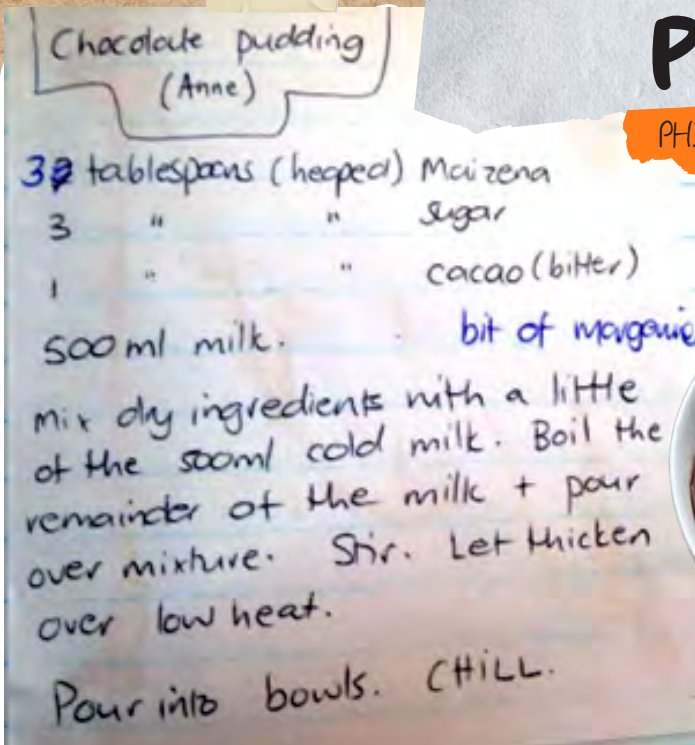 Chocolate pudding
(Anne)
3 tablespoons (heaped) Maizena
3 " " sugar
1 " " cacao (bitter)
500 ml milk.
bit of margarine
mix dry ingredients with a little
of the 500ml cold milk. Boil the
remainder of the milk + pour
over mixture. Stir. Let thicken
over low heat.
Pour into bowls. CHILL.
P
PH